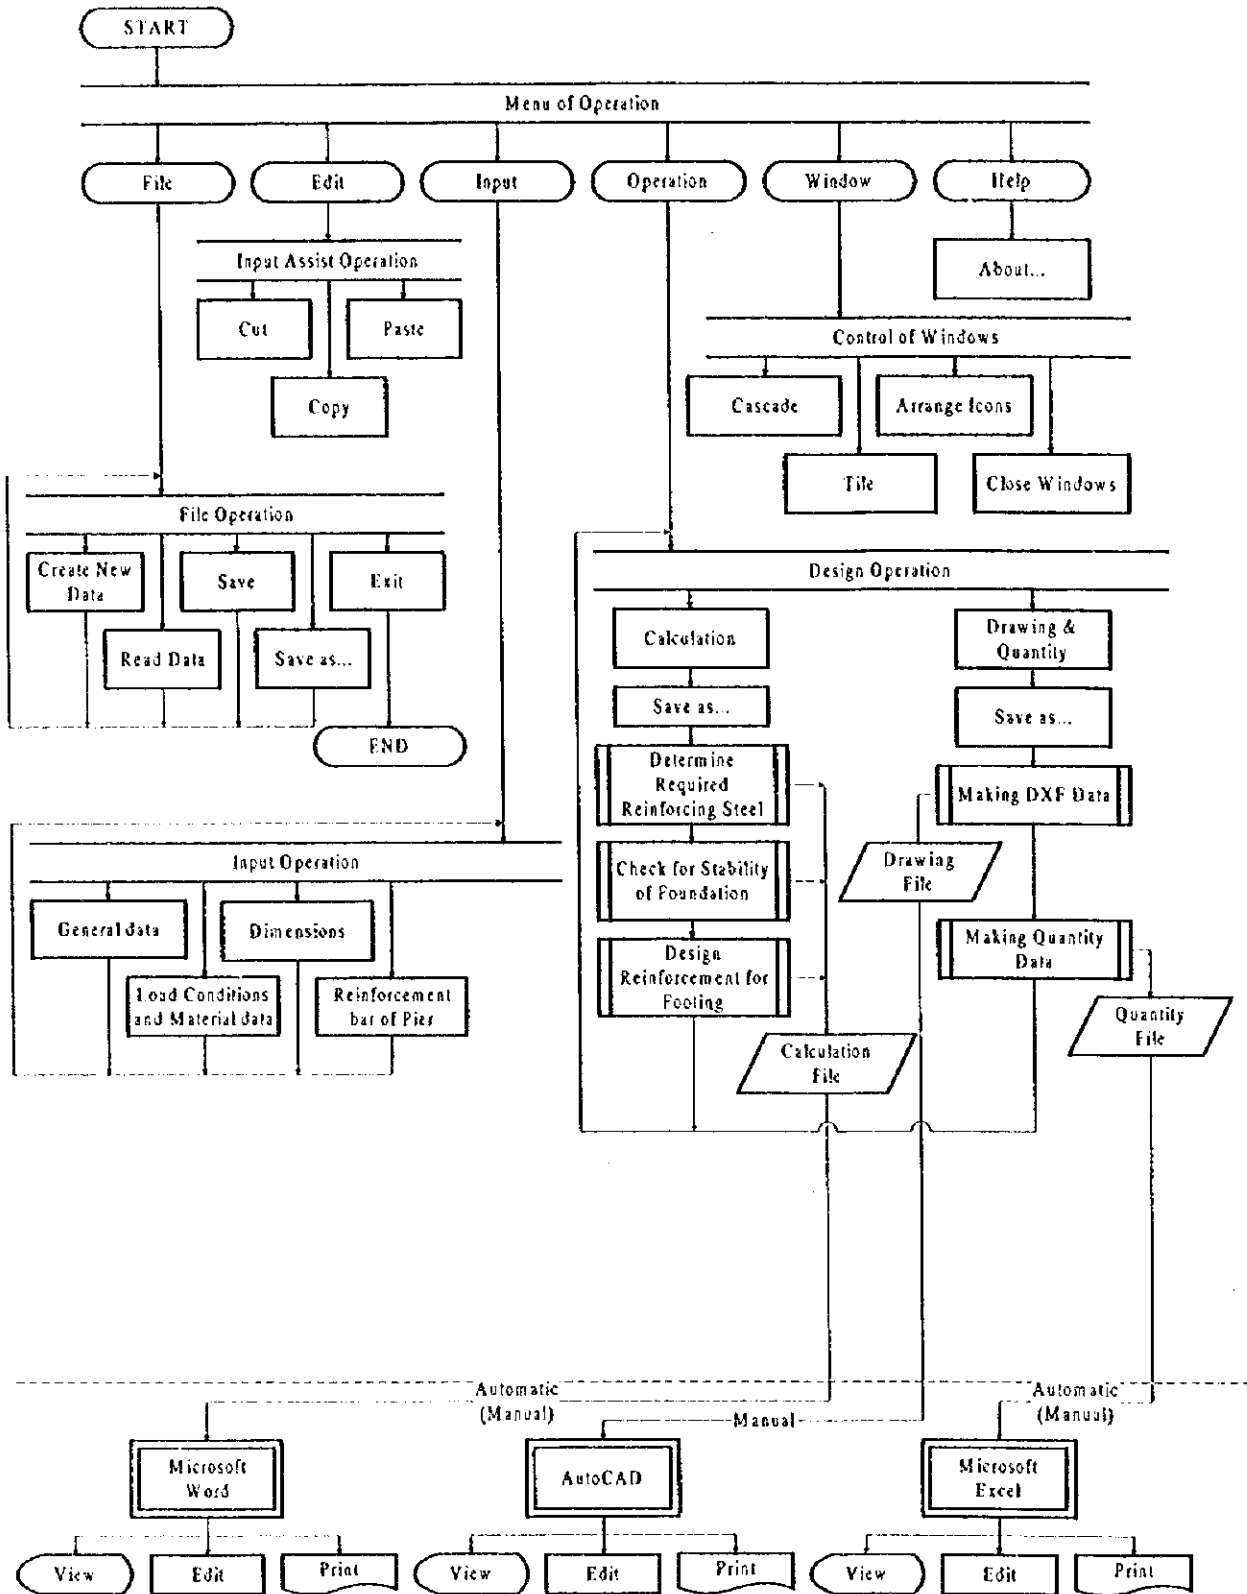 START
Menu of Operation
File
Edit
Input
Operation
Window
Help
Input Assist Operation
About...
Cut
Paste
Control of Windows
Copy
Cascade
Arrange Icons
Tile
Close Windows
File Operation
Create New
Data
Save
Exit
Read Data
Save as...
END
Design Operation
Calculation
Drawing &
Quantity
Save as...
Save as...
Determine
Required
Reinforcing Steel
Making DXF Data
Check for Stability
of Foundation
Drawing
File
Design
Reinforcement for
Footing
Making Quantity
Data
Calculation
File
Quantity
File
Input Operation
General data
Dimensions
Load Conditions
and Material data
Reinforcement
bar of Pier
Automatic
(Manual)
Manual
Automatic
(Manual)
Microsoft
Word
AutoCAD
Microsoft
Excel
View
Edit
Print
View
Edit
Print
View
Edit
Print